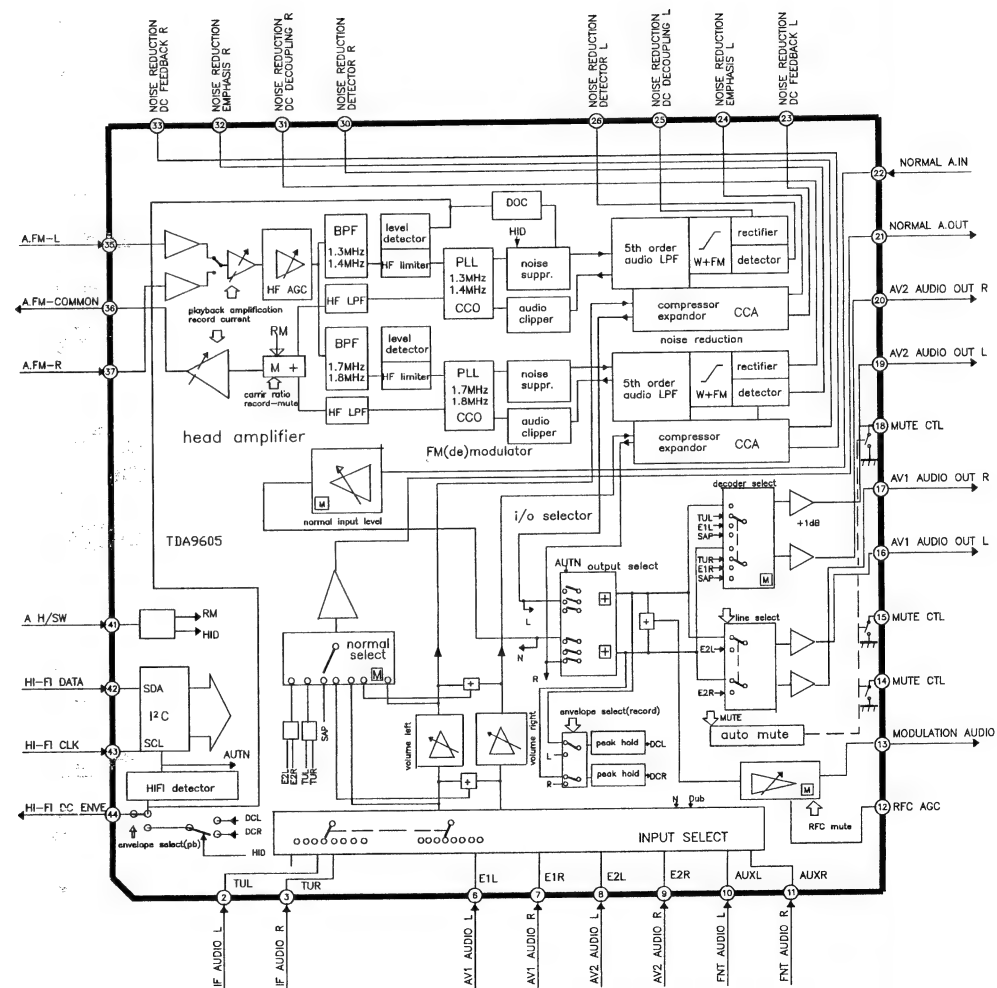 NOISE REDUCTION
DC FEEDBACK R
NOISE REDUCTION
EMPHASIS R
NOISE REDUCTION
DC DECOUPLING R
NOISE REDUCTION
DETECTOR R
NOISE REDUCTION
DETECTOR L
NOISE REDUCTION
DC DECOUPLING L
NOISE REDUCTION
EMPHASIS L
NOISE REDUCTION
DC FEEDBACK L
33
32
31
30
26
25
24
23
22
NORMAL A.IN
21
NORMAL A.OUT
20
AV2 AUDIO OUT R
19
AV2 AUDIO OUT L
18
MUTE CTL
17
AV1 AUDIO OUT R
16
AV1 AUDIO OUT L
15
MUTE CTL
14
MUTE CTL
13
MODULATION AUDIO
12
RFC AGC
A.FM-L
35
A.FM-COMMON
36
A.FM-R
37
A H/SW
41
HI-FI DATA
42
HI-FI CLK
43
HI-FI DC ENVE
44
HF AGC
playback amplification
record current
RM
M +
carrir ratio
record-mute
head amplifier
BPF
1.3MHz
1.4MHz
level
detector
HF limiter
HF LPF
BPF
1.7MHz
1.8MHz
level
detector
HF limiter
HF LPF
PLL
1.3MHz
1.4MHz
CCO
PLL
1.7MHz
1.8MHz
CCO
DOC
HID
noise
suppr.
audio
clipper
noise
suppr.
audio
clipper
FM(de)modulator
5th order
audio LPF
W+FM
rectifier
detector
compressor
expandor
CCA
noise reduction
5th order
audio LPF
W+FM
rectifier
detector
compressor
expandor
CCA
M
normal input level
TDA9605
i/o selector
AUTN
output select
L
N
R
decoder select
TUL
E1L
SAP
TUR
E1R
SAP
M
+1dB
line select
E2L
E2R
MUTE
auto mute
RM
HID
SDA
I²C
SCL
AUTN
HIFI detector
normal
select
M
E2L
E2R
TUL
TUR
SAP
volume left
volume right
envelope select(record)
L
R
peak hold
DCL
peak hold
DCR
M
RFC mute
envelope select(pb)
DCL
DCR
HID
N
Dub
INPUT SELECT
TUL
TUR
E1L
E1R
E2L
E2R
AUXL
AUXR
2
3
6
7
8
9
10
11
IF AUDIO L
IF AUDIO R
AV1 AUDIO L
AV1 AUDIO R
AV2 AUDIO L
AV2 AUDIO R
FNT AUDIO L
FNT AUDIO R